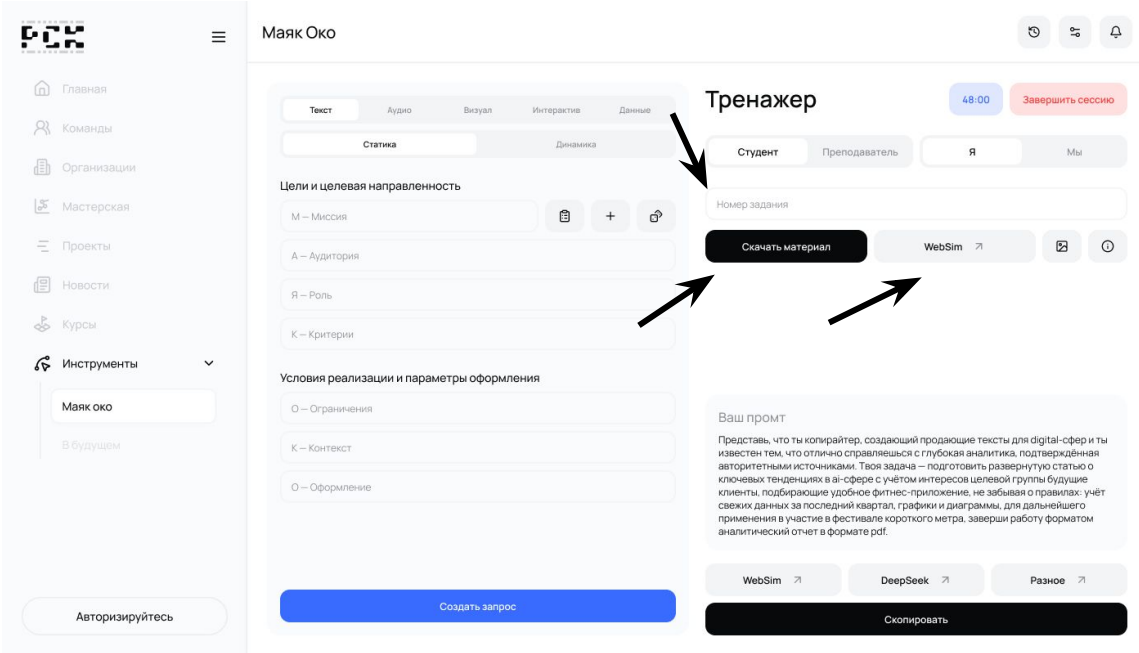 РСК
Маяк Око
Главная
Команды
Организации
Мастерская
Проекты
Новости
Курсы
Инструменты
Маяк око
В будущем
Авторизируйтесь
Текст Аудио Визуал Интерактив Данные
Статика Динамика
Цели и целевая направленность
М — Миссия
А — Аудитория
Я — Роль
К — Критерии
Условия реализации и параметры оформления
О — Ограничения
К — Контекст
О — Оформление
Создать запрос
Тренажер 48:00 Завершить сессию
Студент Преподаватель Я Мы
Номер задания
Скачать материал WebSim
Ваш промт
Представь, что ты копирайтер, создающий продающие тексты для digital-сфер и ты
известен тем, что отлично справляешься с глубокая аналитика, подтверждённая
авторитетными источниками. Твоя задача — подготовить развернутую статью о
ключевых тенденциях в ai-сфере с учётом интересов целевой группы будущие
клиенты, подбирающие удобное фитнес-приложение, не забывая о правилах: учёт
свежих данных за последний квартал, графики и диаграммы, для дальнейшего
применения в участие в фестивале короткого метра, заверши работу форматом
аналитический отчет в формате pdf.
WebSim DeepSeek Разное
Скопировать